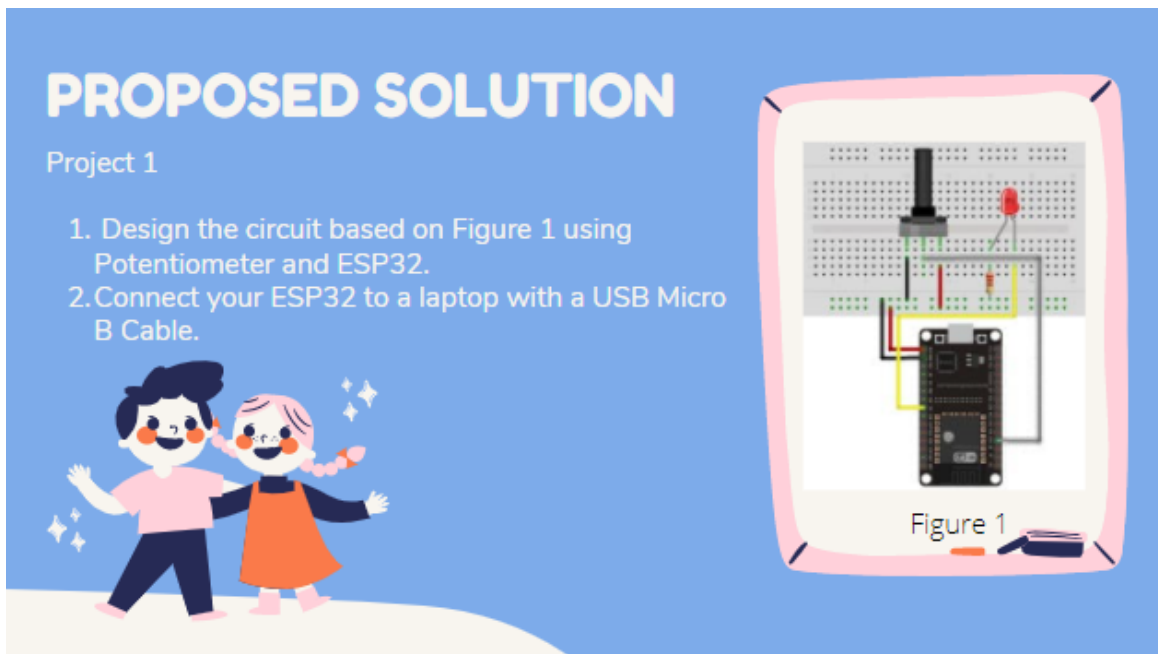 PROPOSED SOLUTION
Project 1
1. Design the circuit based on Figure 1 using
Potentiometer and ESP32.
2. Connect your ESP32 to a laptop with a USB Micro
B Cable.
Figure 1